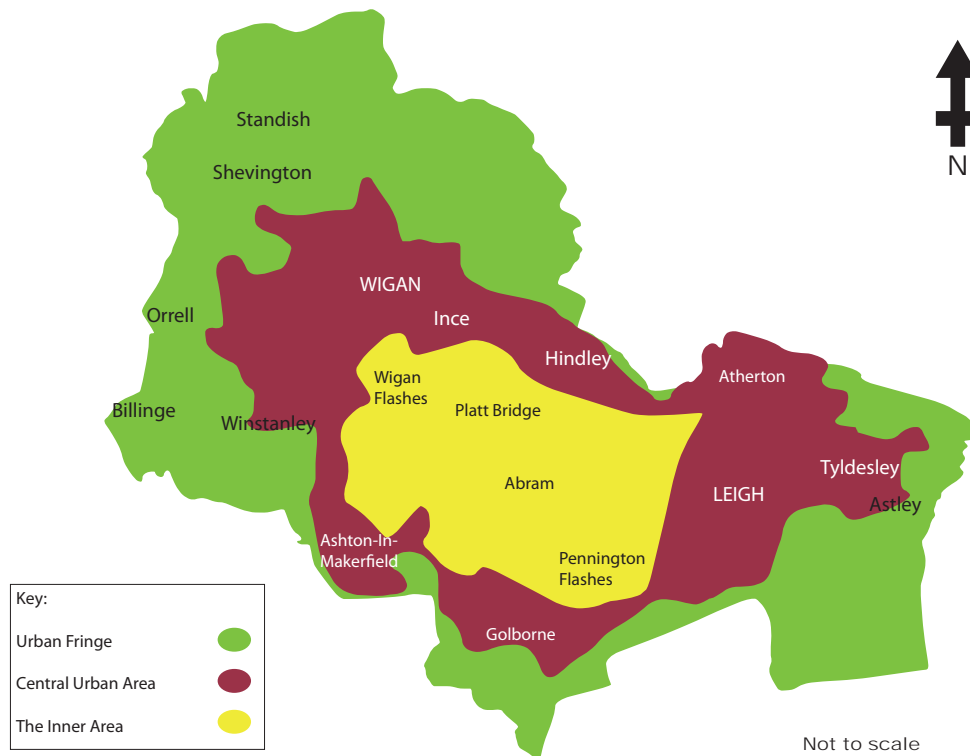 Standish
Shevington
N
WIGAN
Orrell
Ince
Hindley
Atherton
Wigan
Flashes
Billinge
Platt Bridge
Winstanley
Tyldesley
Abram
LEIGH
Astley
Ashton-In-
Makerfield
Pennington
Flashes
Golborne
Key:
Urban Fringe
Central Urban Area
The Inner Area
Not to scale